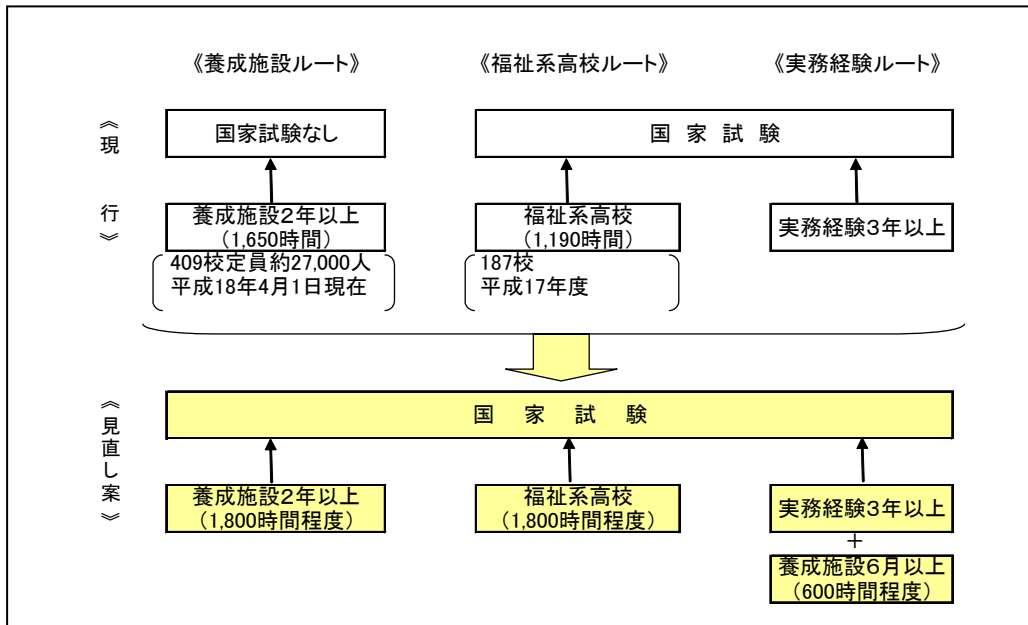 《養成施設ルート》 《福祉系高校ルート》 《実務経験ルート》
《現行》
国家試験なし
国家試験
養成施設2年以上
(1,650時間)
409校定員約27,000人
平成18年4月1日現在
福祉系高校
(1,190時間)
187校
平成17年度
実務経験3年以上
《見直し案》
国家試験
養成施設2年以上
(1,800時間程度)
福祉系高校
(1,800時間程度)
実務経験3年以上
+
養成施設6月以上
(600時間程度)